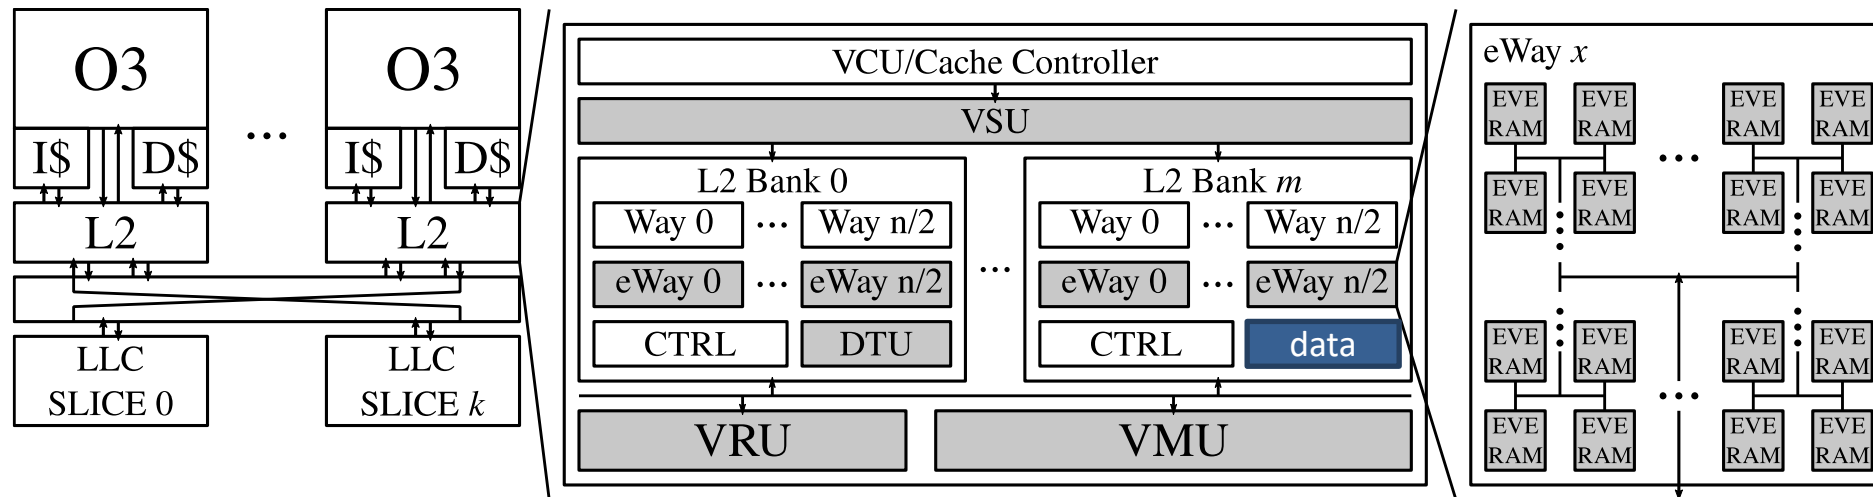 O3 ... O3
I$ D$ I$ D$
L2 L2
LLC
SLICE 0
LLC
SLICE k
VCU/Cache Controller
VSU
L2 Bank 0
Way 0 ... Way n/2
eWay 0 ... eWay n/2
CTRL DTU
...
L2 Bank m
Way 0 ... Way n/2
eWay 0 ... eWay n/2
CTRL data
VRU VMU
eWay x
EVE EVE EVE EVE
RAM RAM RAM RAM
...
EVE EVE EVE EVE
RAM RAM RAM RAM
EVE EVE EVE EVE
RAM RAM RAM RAM
...
EVE EVE EVE EVE
RAM RAM RAM RAM